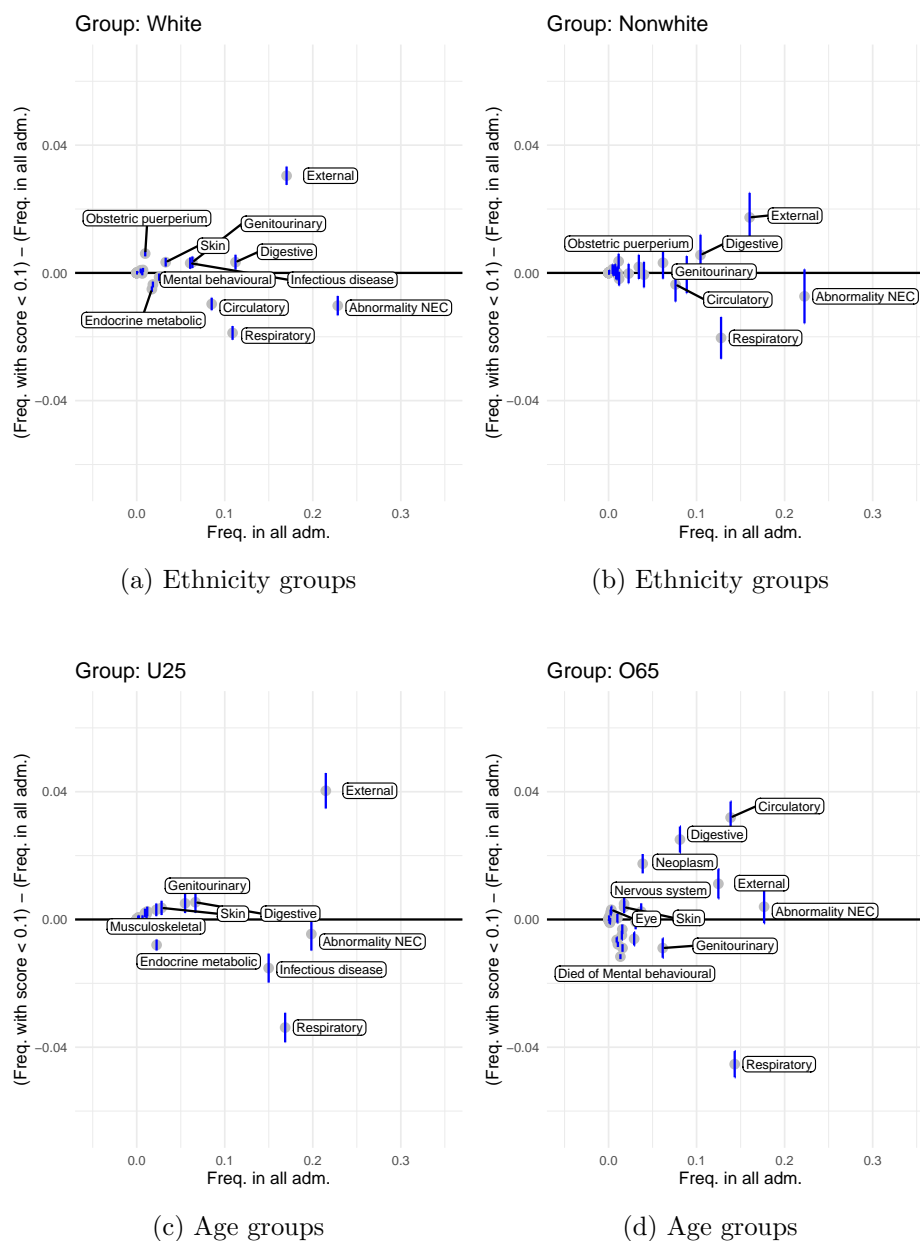 Group: White
(Freq. with score < 0.1) − (Freq. in all adm.)
0.04
0.00
−0.04
External
Obstetric puerperium
Genitourinary
Skin
Digestive
Mental behavioural
Infectious disease
Endocrine metabolic
Circulatory
Abnormality NEC
Respiratory
0.0 0.1 0.2 0.3
Freq. in all adm.
(a) Ethnicity groups
Group: Nonwhite
(Freq. with score < 0.1) − (Freq. in all adm.)
0.04
0.00
−0.04
External
Obstetric puerperium
Digestive
Genitourinary
Circulatory
Abnormality NEC
Respiratory
0.0 0.1 0.2 0.3
Freq. in all adm.
(b) Ethnicity groups
Group: U25
(Freq. with score < 0.1) − (Freq. in all adm.)
0.04
0.00
−0.04
External
Genitourinary
Skin
Digestive
Musculoskeletal
Abnormality NEC
Endocrine metabolic
Infectious disease
Respiratory
0.0 0.1 0.2 0.3
Freq. in all adm.
(c) Age groups
Group: O65
(Freq. with score < 0.1) − (Freq. in all adm.)
0.04
0.00
−0.04
Circulatory
Digestive
Neoplasm
External
Nervous system
Abnormality NEC
Eye
Skin
Genitourinary
Died of Mental behavioural
Respiratory
0.0 0.1 0.2 0.3
Freq. in all adm.
(d) Age groups